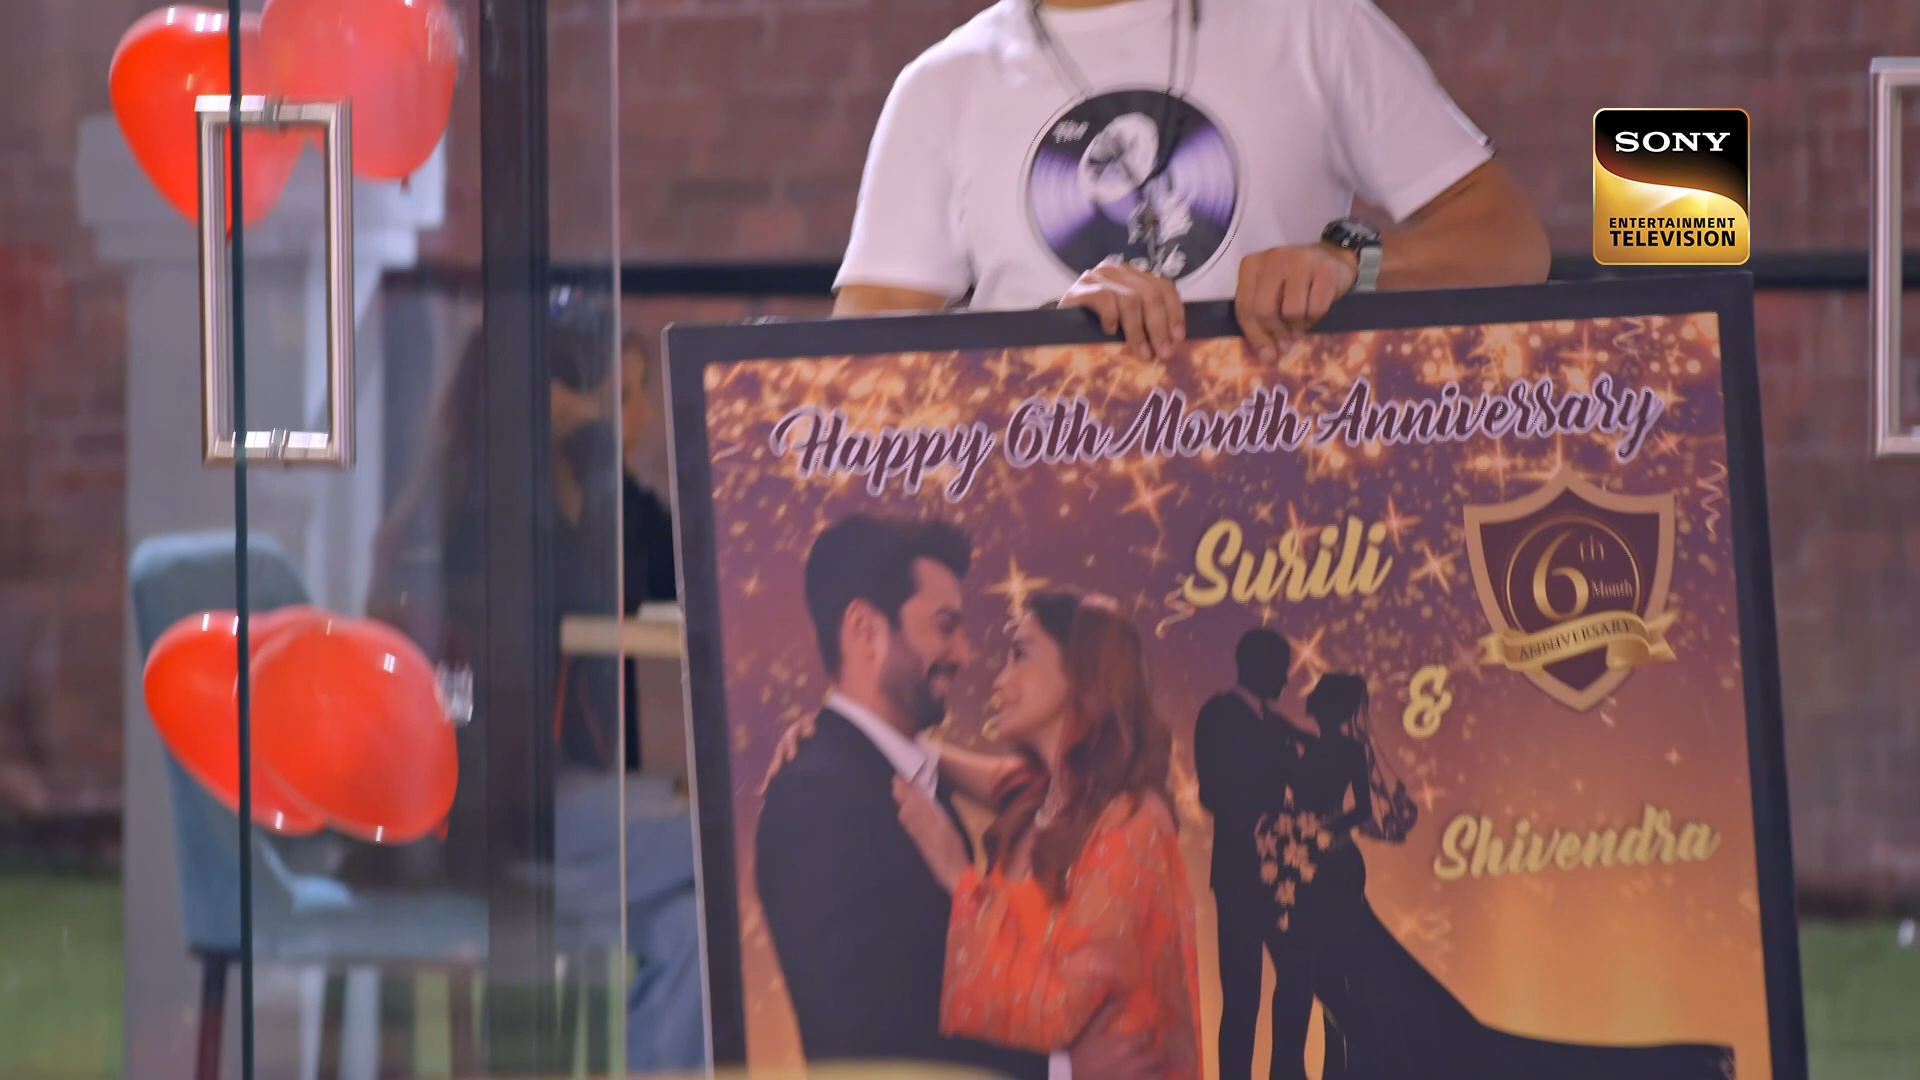 SONY
ENTERTAINMENT
TELEVISION
Happy 6th Month Anniversary
Surili
6th
Month
ANNIVERSARY
&
Shivendra